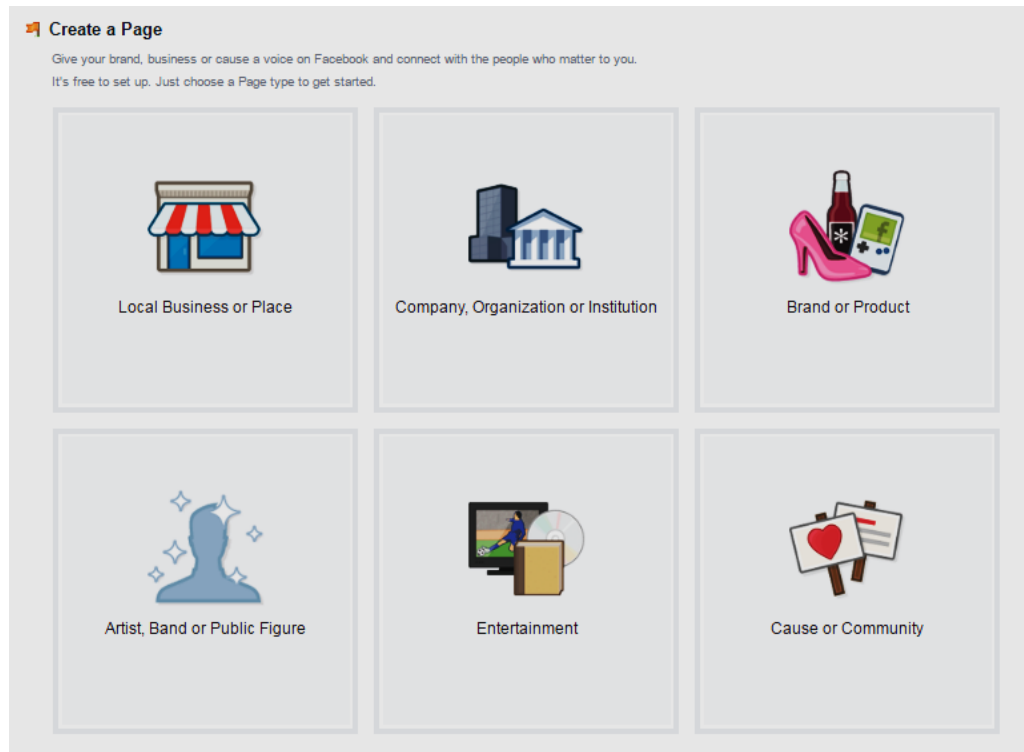 Create a Page
Give your brand, business or cause a voice on Facebook and connect with the people who matter to you.
It's free to set up. Just choose a Page type to get started.
Local Business or Place
Company, Organization or Institution
Brand or Product
Artist, Band or Public Figure
Entertainment
Cause or Community